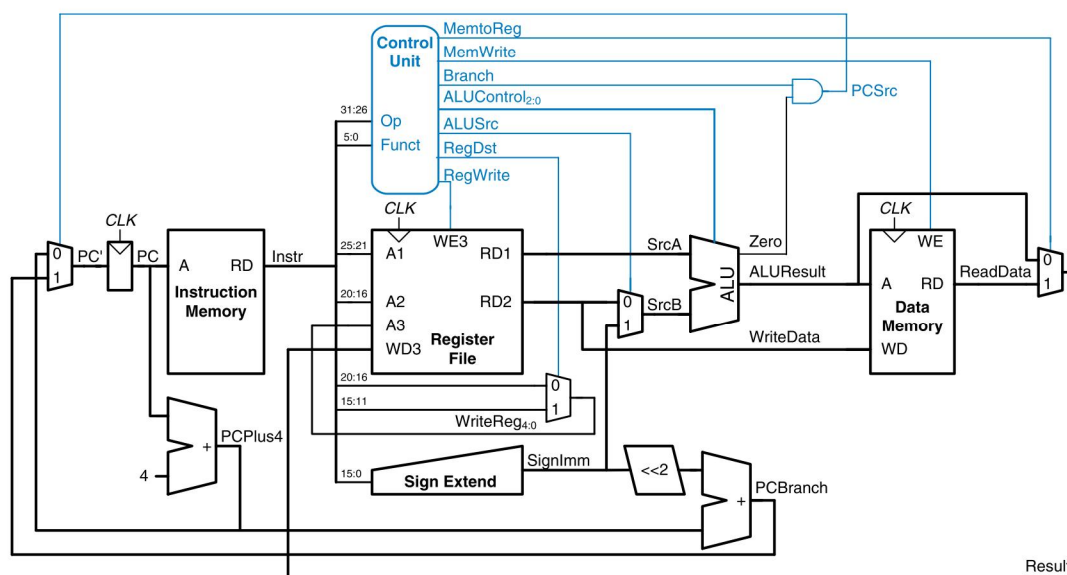 MemtoReg
Control
Unit
MemWrite
Branch
PCSrc
ALUControl2:0
31:26
Op
ALUSrc
5:0
Funct
RegDst
RegWrite
CLK
CLK
CLK
0
1
PC'
PC
A
RD
Instr
Instruction
Memory
25:21
A1
WE3
RD1
SrcA
Zero
WE
0
1
20:16
A2
RD2
0
1
SrcB
ALU
ALUResult
A
RD
ReadData
Data
Memory
A3
WD3
Register
File
WriteData
WD
20:16
0
15:11
1
WriteReg4:0
PCPlus4
+
4
15:0
Sign Extend
SignImm
<<2
+
PCBranch
Result